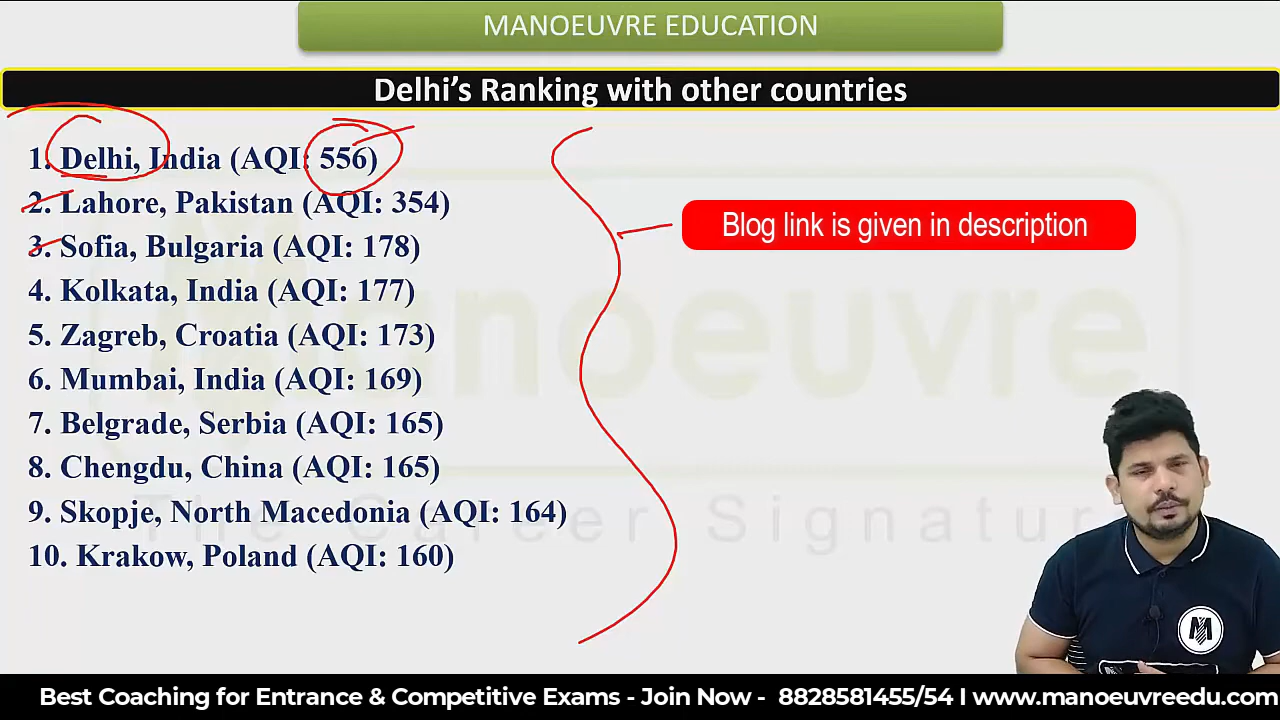 MANOEUVRE EDUCATION
Delhi's Ranking with other countries
1. Delhi, India (AQI: 556)
2. Lahore, Pakistan (AQI: 354)
3. Sofia, Bulgaria (AQI: 178)
4. Kolkata, India (AQI: 177)
5. Zagreb, Croatia (AQI: 173)
6. Mumbai, India (AQI: 169)
7. Belgrade, Serbia (AQI: 165)
8. Chengdu, China (AQI: 165)
9. Skopje, North Macedonia (AQI: 164)
10. Krakow, Poland (AQI: 160)
Blog link is given in description
Manoeuvre
The Career Signature
M
Best Coaching for Entrance & Competitive Exams - Join Now - 8828581455/54 I www.manoeuvreedu.com